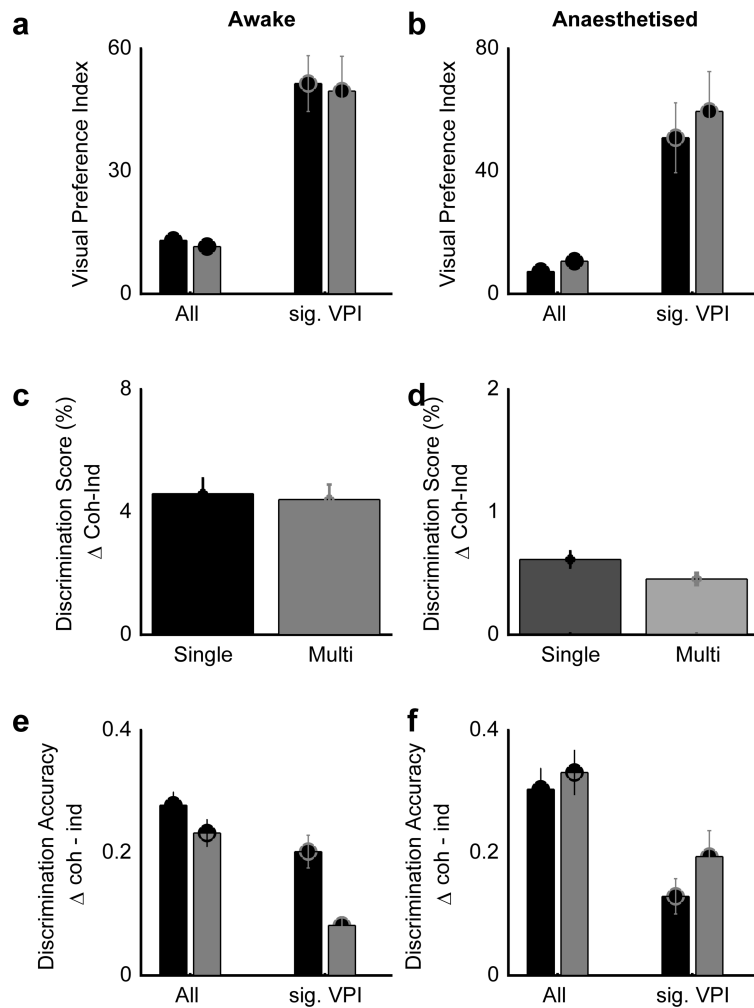 a
Awake
b
Anaesthetised
60
30
0
Visual Preference Index
All
sig. VPI
80
40
0
Visual Preference Index
All
sig. VPI
c
8
4
0
Discrimination Score (%)
Δ Coh-Ind
Single
Multi
d
2
1
0
Discrimination Score (%)
Δ Coh-Ind
Single
Multi
e
0.4
0.2
0
Discrimination Accuracy
Δ coh - ind
All
sig. VPI
f
0.4
0.2
0
Discrimination Accuracy
Δ coh - ind
All
sig. VPI